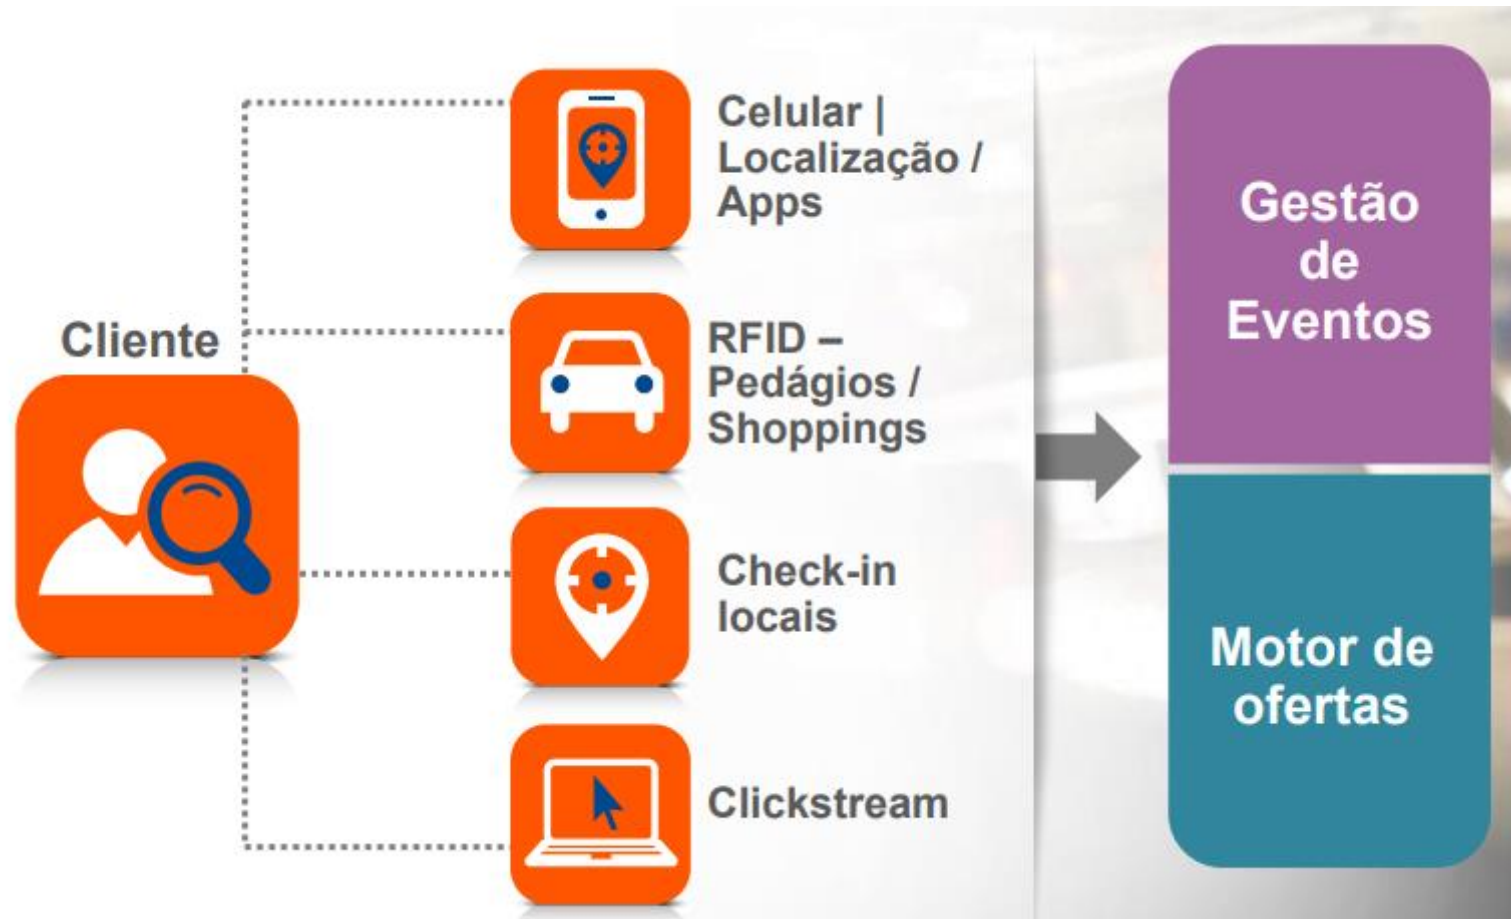 Cliente
Celular |
Localização /
Apps
RFID –
Pedágios /
Shoppings
Check-in
locais
Clickstream
Gestão
de
Eventos
Motor de
ofertas